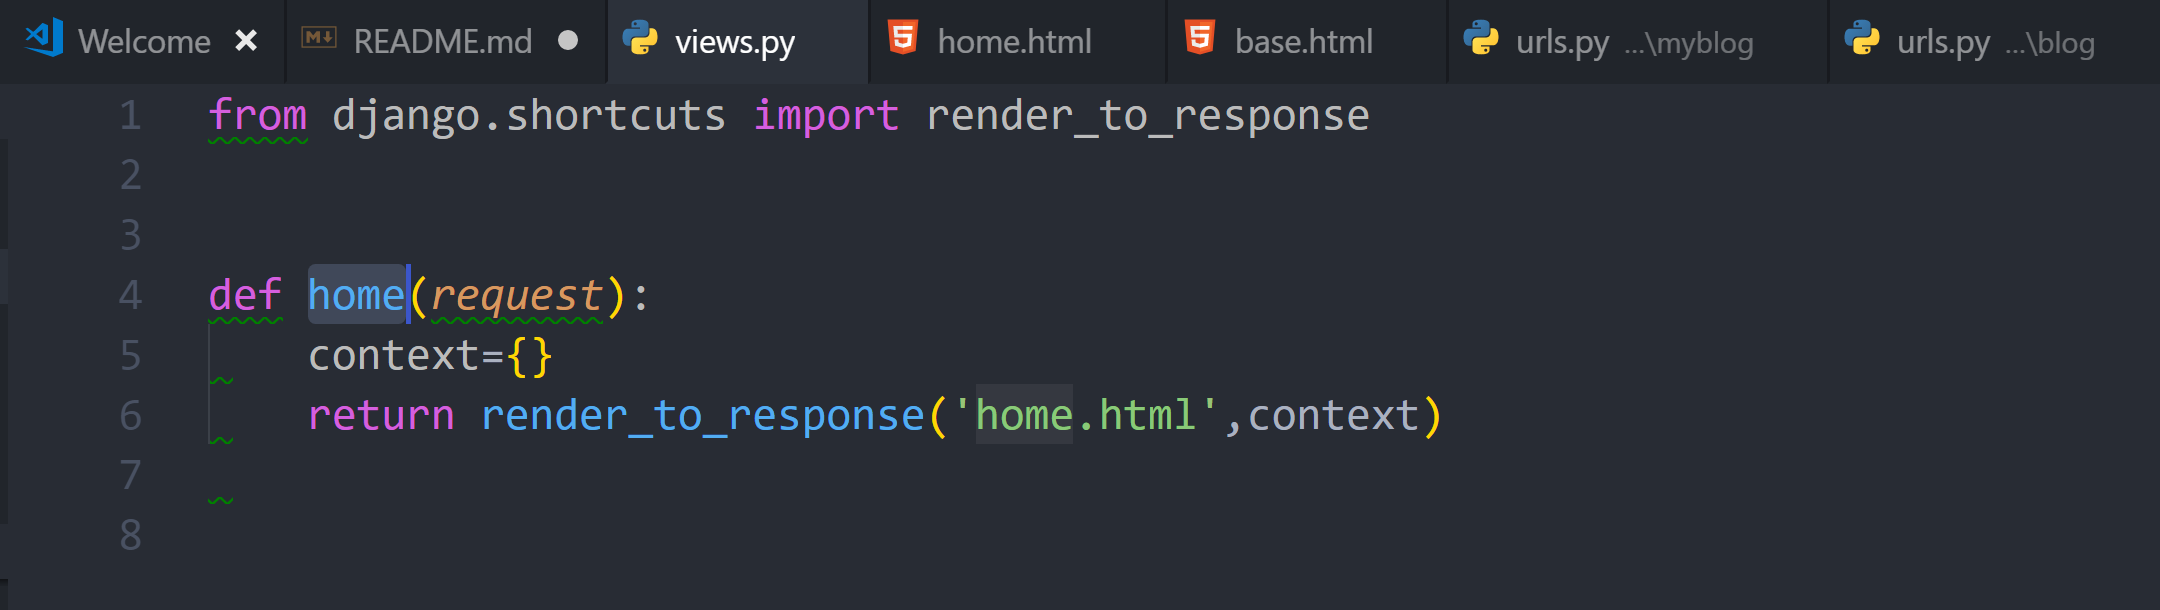 Welcome README.md views.py home.html base.html urls.py ...\myblog urls.py ...\blog
1 from django.shortcuts import render_to_response
2
3
4 def home(request):
5     context={}
6     return render_to_response('home.html',context)
7
8